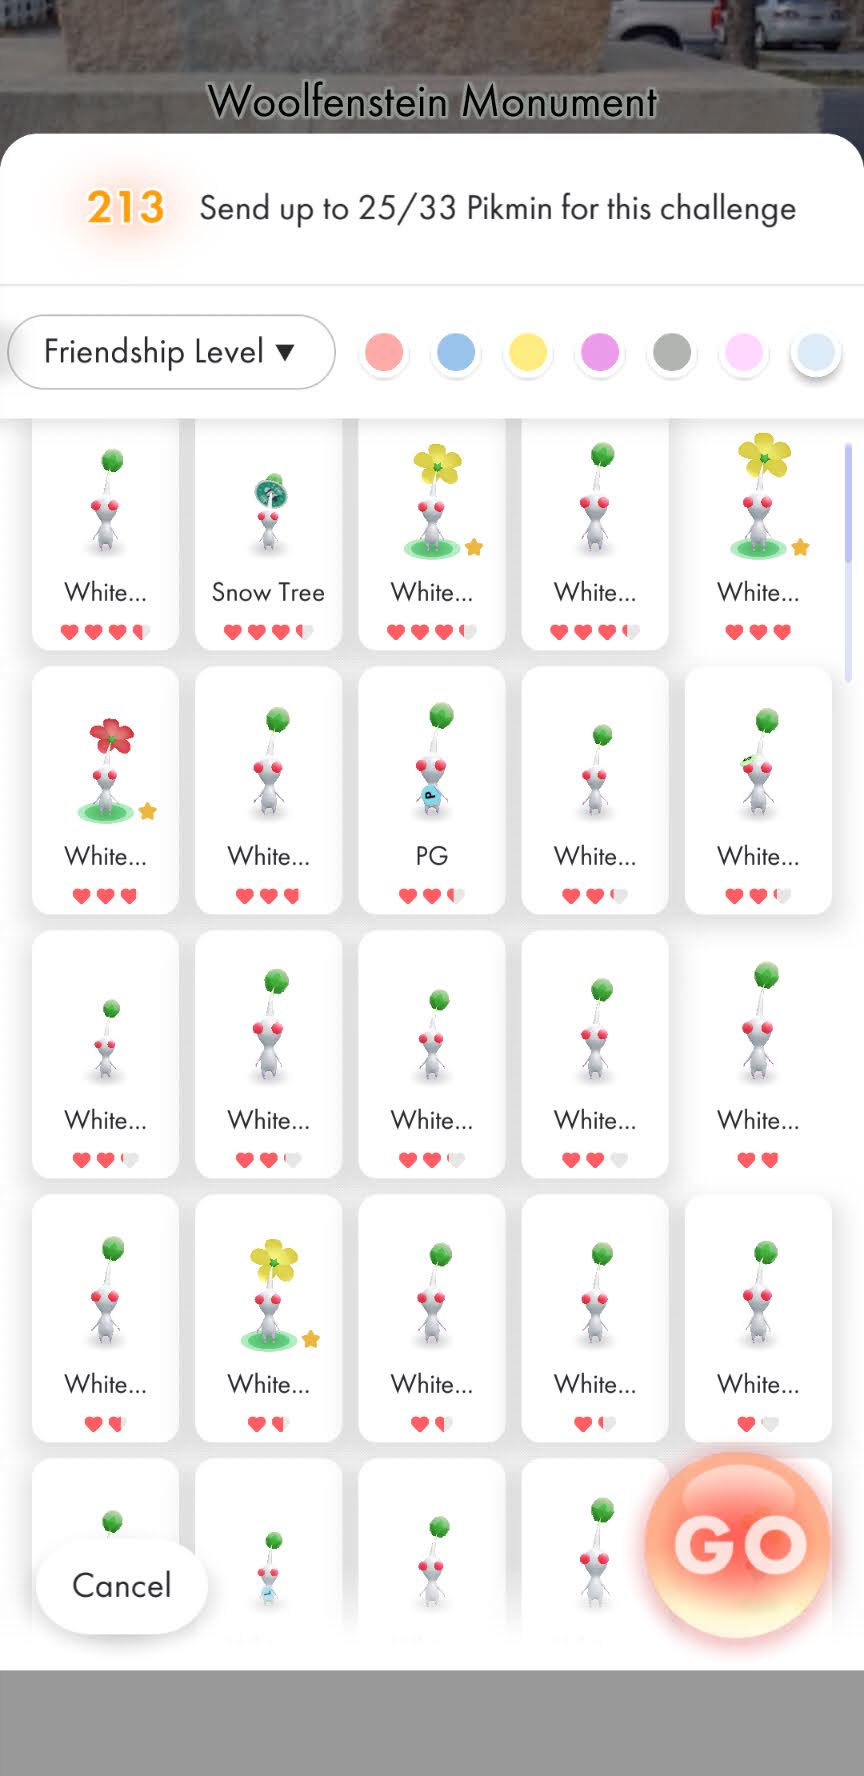 Woolfenstein Monument
213 Send up to 25/33 Pikmin for this challenge
Friendship Level ▼
White... Snow Tree White... White... White...
White... White... PG White... White...
White... White... White... White... White...
White... White... White... White... White...
GO
Cancel